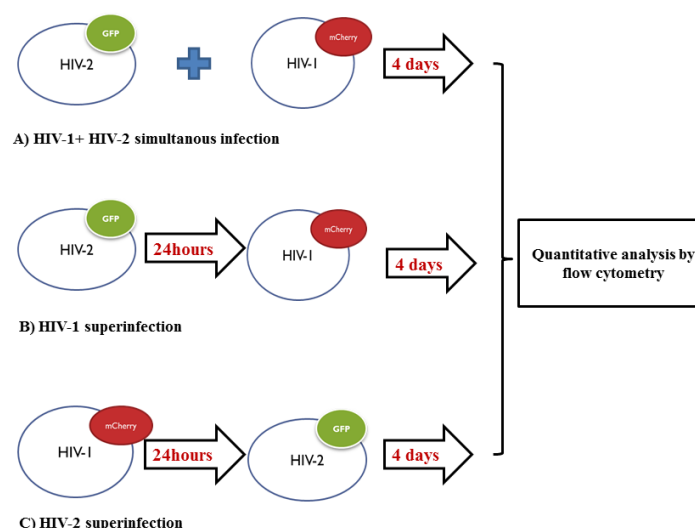 GFP
HIV-2
mCherry
HIV-1
4 days
A) HIV-1+ HIV-2 simultanous infection
GFP
HIV-2
24hours
mCherry
HIV-1
4 days
Quantitative analysis by
flow cytometry
B) HIV-1 superinfection
mCherry
HIV-1
24hours
GFP
HIV-2
4 days
C) HIV-2 superinfection